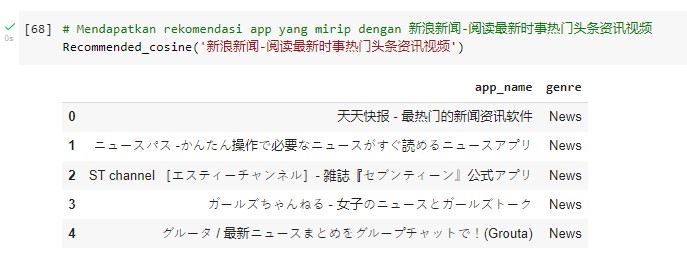 [68] # Mendapatkan rekomendasi app yang mirip dengan 新浪新闻-阅读最新时事热门头条资讯视频
0s Recommended_cosine('新浪新闻-阅读最新时事热门头条资讯视频')
app_name genre
0 天天快报 - 最热门的新闻资讯软件 News
1 ニュースパス -かんたん操作で必要なニュースがすぐ読めるニュースアプリ News
2 ST channel ［エスティーチャンネル］- 雑誌『セブンティーン』公式アプリ News
3 ガールズちゃんねる - 女子のニュースとガールズトーク News
4 グルータ / 最新ニュースまとめをグループチャットで！(Grouta) News